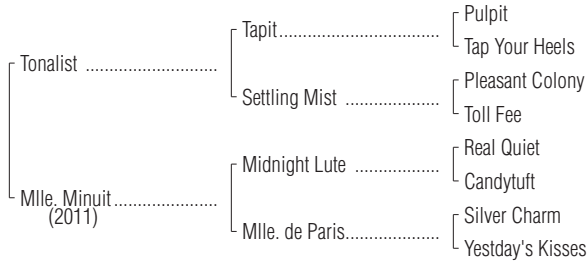 Pulpit
Tapit
Tap Your Heels
Tonalist
Pleasant Colony
Settling Mist
Toll Fee
Real Quiet
Midnight Lute
Candytuft
Mlle. Minuit
(2011)
Silver Charm
Mlle. de Paris
Yestday's Kisses